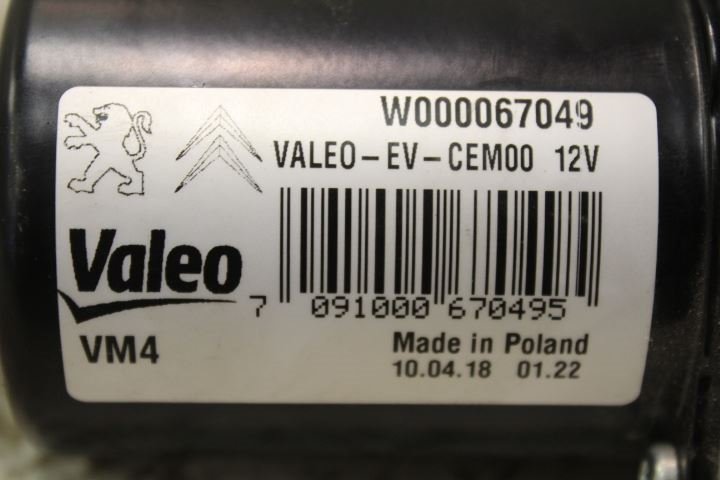 W000067049
VALEO-EV-CEM00 12V
Valeo
7 091000 670495
VM4
Made in Poland
10.04.18 01.22